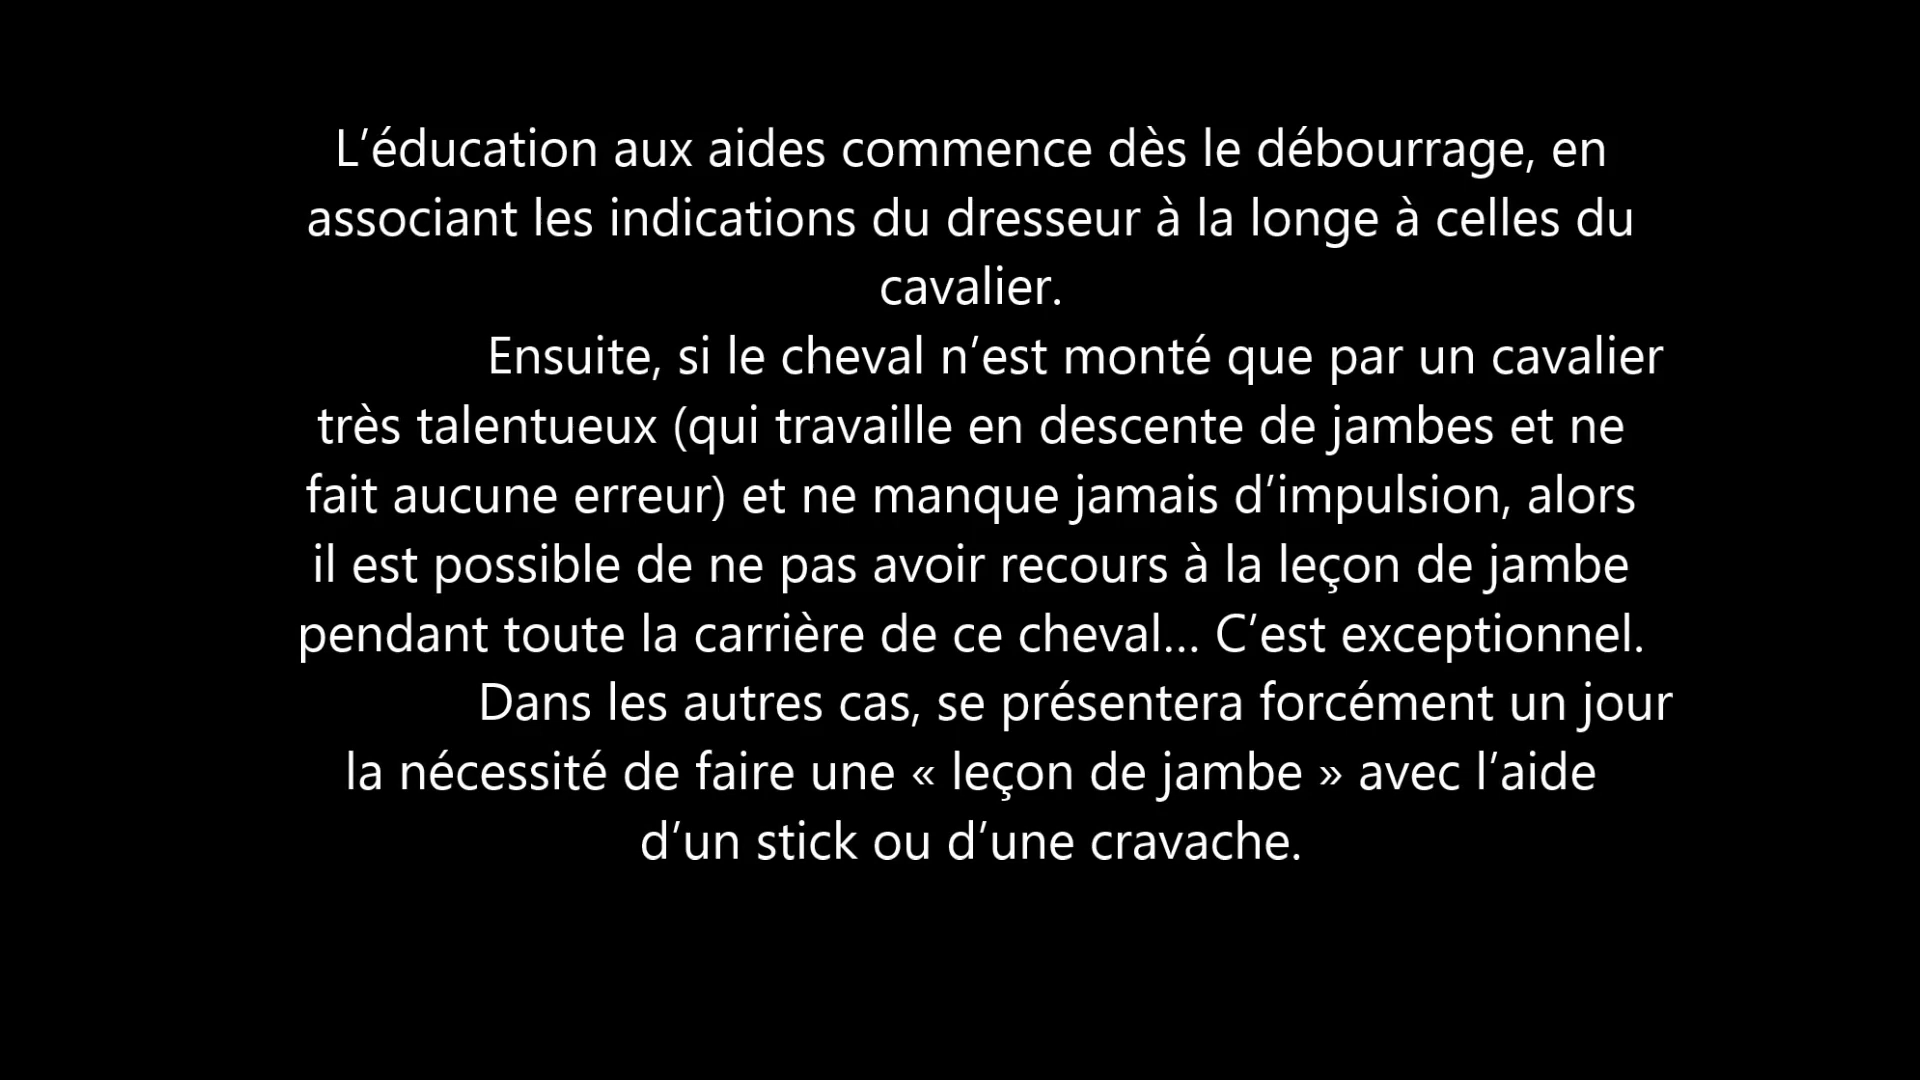 L’éducation aux aides commence dès le débourrage, en
associant les indications du dresseur à la longe à celles du
cavalier.
Ensuite, si le cheval n’est monté que par un cavalier
très talentueux (qui travaille en descente de jambes et ne
fait aucune erreur) et ne manque jamais d’impulsion, alors
il est possible de ne pas avoir recours à la leçon de jambe
pendant toute la carrière de ce cheval… C’est exceptionnel.
Dans les autres cas, se présentera forcément un jour
la nécessité de faire une « leçon de jambe » avec l’aide
d’un stick ou d’une cravache.